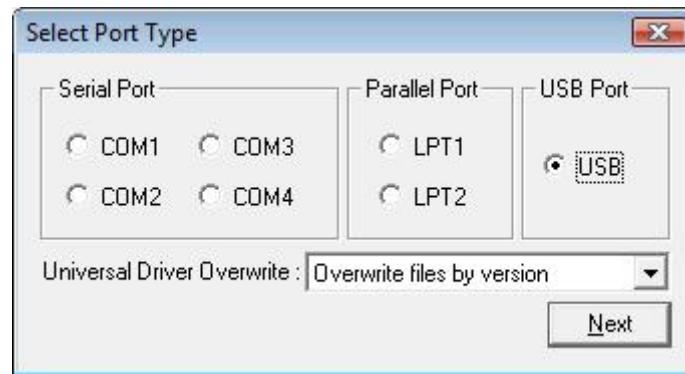 Select Port Type
Serial Port Parallel Port USB Port
COM1 COM3 LPT1 USB
COM2 COM4 LPT2
Universal Driver Overwrite : Overwrite files by version
Next